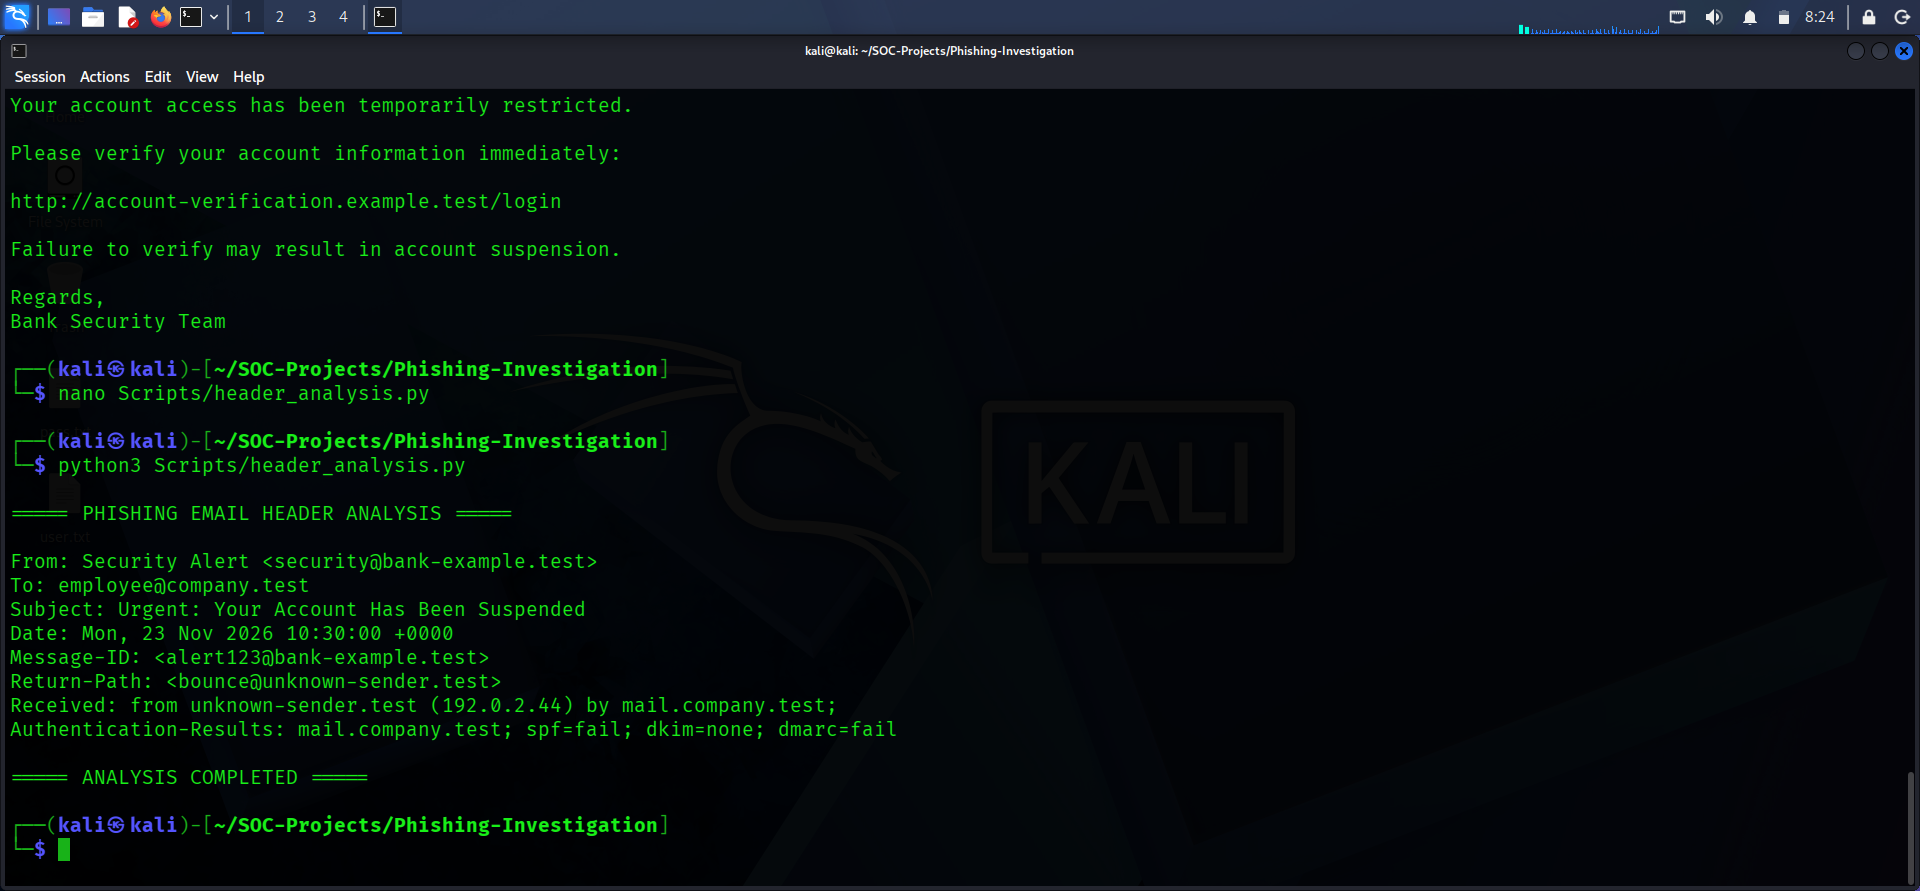 1 2 3 4
8:24
kali@kali: ~/SOC-Projects/Phishing-Investigation
Session Actions Edit View Help
Your account access has been temporarily restricted.
Please verify your account information immediately:
http://account-verification.example.test/login
File System
Failure to verify may result in account suspension.
Regards,
Bank Security Team
┌──(kali㉿kali)-[~/SOC-Projects/Phishing-Investigation]
└─$ nano Scripts/header_analysis.py
┌──(kali㉿kali)-[~/SOC-Projects/Phishing-Investigation]
└─$ python3 Scripts/header_analysis.py
KALI
===== PHISHING EMAIL HEADER ANALYSIS =====
user.txt
From: Security Alert <security@bank-example.test>
To: employee@company.test
Subject: Urgent: Your Account Has Been Suspended
Date: Mon, 23 Nov 2026 10:30:00 +0000
Message-ID: <alert123@bank-example.test>
Return-Path: <bounce@unknown-sender.test>
Received: from unknown-sender.test (192.0.2.44) by mail.company.test;
Authentication-Results: mail.company.test; spf=fail; dkim=none; dmarc=fail
===== ANALYSIS COMPLETED =====
┌──(kali㉿kali)-[~/SOC-Projects/Phishing-Investigation]
└─$